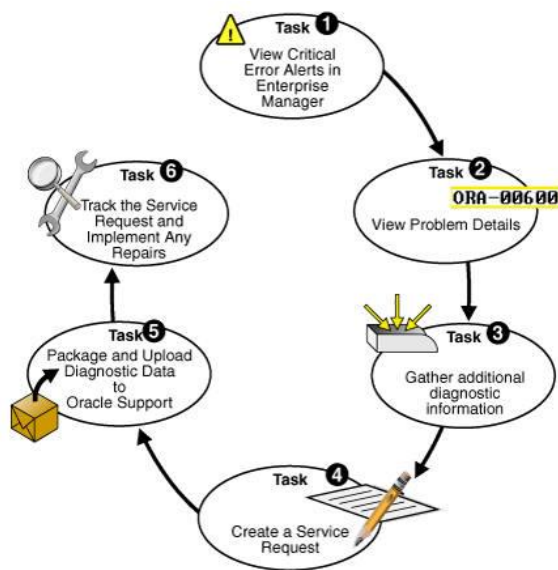 Task 1
View Critical
Error Alerts in
Enterprise
Manager
Task 2
ORA-00600
View Problem Details
Task 3
Gather additional
diagnostic
information
Task 4
Create a Service
Request
Task 5
Package and Upload
Diagnostic Data
to
Oracle Support
Task 6
Track the Service
Request and
Implement Any
Repairs